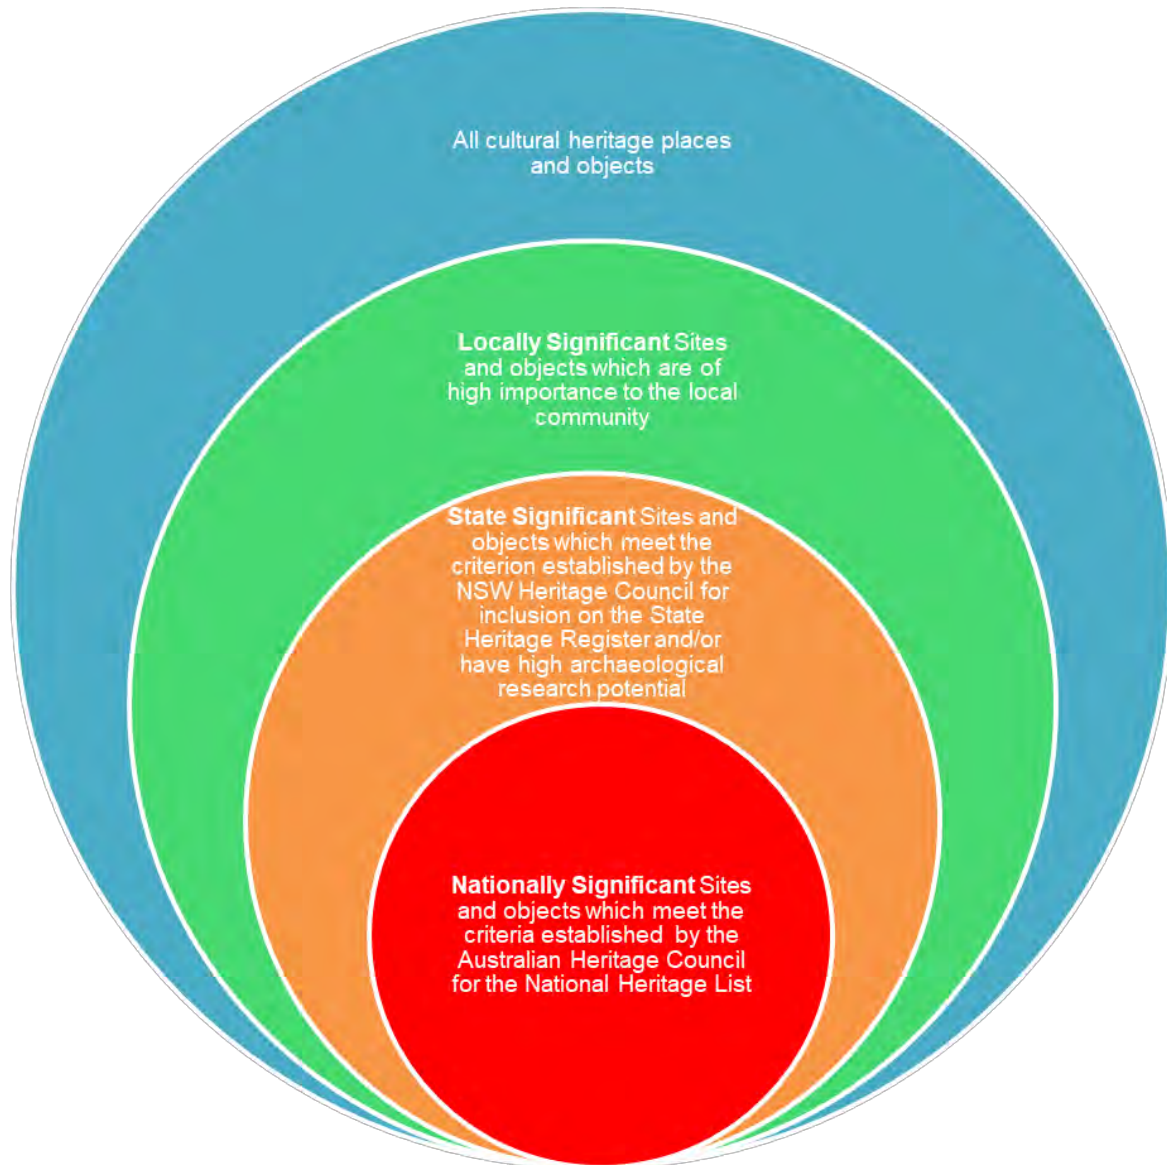 All cultural heritage places
and objects
Locally Significant Sites
and objects which are of
high importance to the local
community
State Significant Sites and
objects which meet the
criterion established by the
NSW Heritage Council for
inclusion on the State
Heritage Register and/or
have high archaeological
research potential
Nationally Significant Sites
and objects which meet the
criteria established by the
Australian Heritage Council
for the National Heritage List